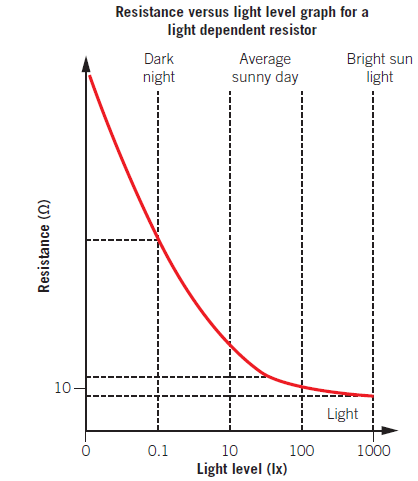 Resistance versus light level graph for a
light dependent resistor
Dark
night
Average
sunny day
Bright sun
light
Resistance (Ω)
10
Light
0
0.1
10
100
1000
Light level (lx)